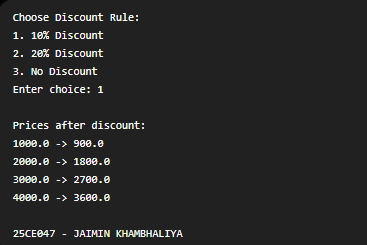 Choose Discount Rule:
1. 10% Discount
2. 20% Discount
3. No Discount
Enter choice: 1
Prices after discount:
1000.0 -> 900.0
2000.0 -> 1800.0
3000.0 -> 2700.0
4000.0 -> 3600.0
25CE047 - JAIMIN KHAMBHALIYA